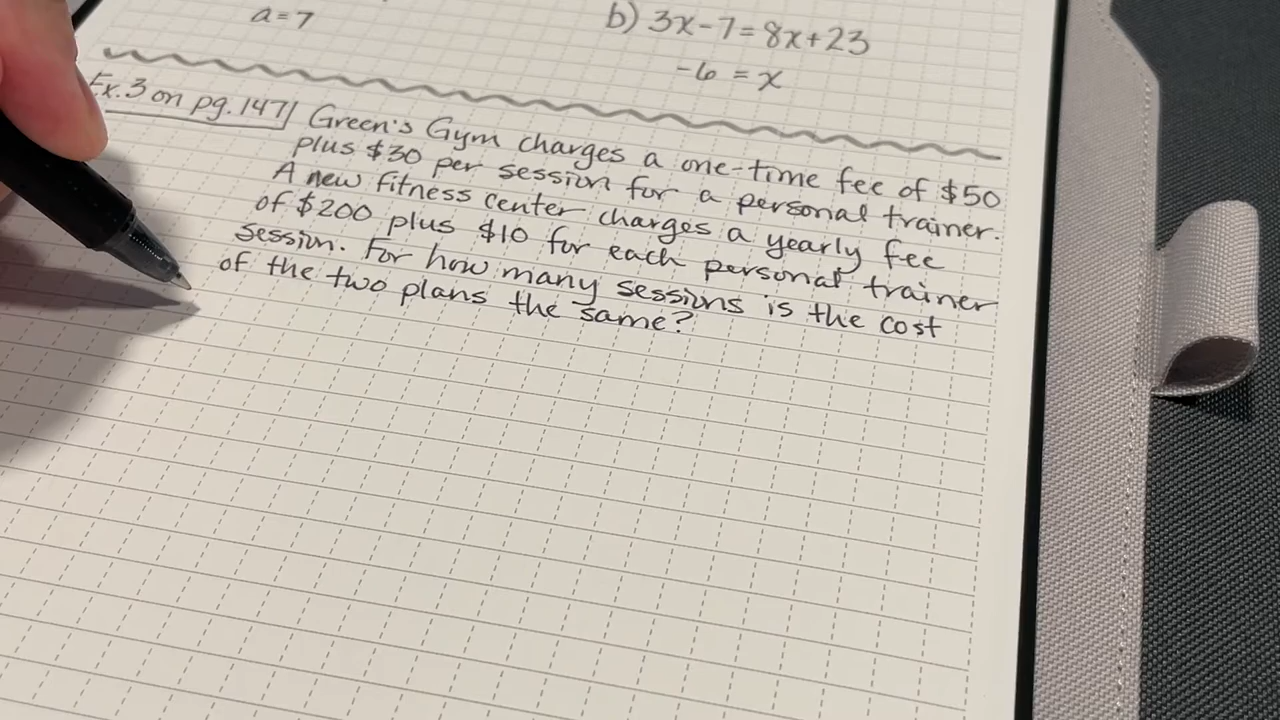 a = 7
b) 3x - 7 = 8x + 23
-6 = x
Ex. 3 on pg. 147
Green's Gym charges a one-time fee of $50
plus $30 per session for a personal trainer.
A new fitness center charges a yearly fee
of $200 plus $10 for each personal trainer
session. For how many sessions is the cost
of the two plans the same?